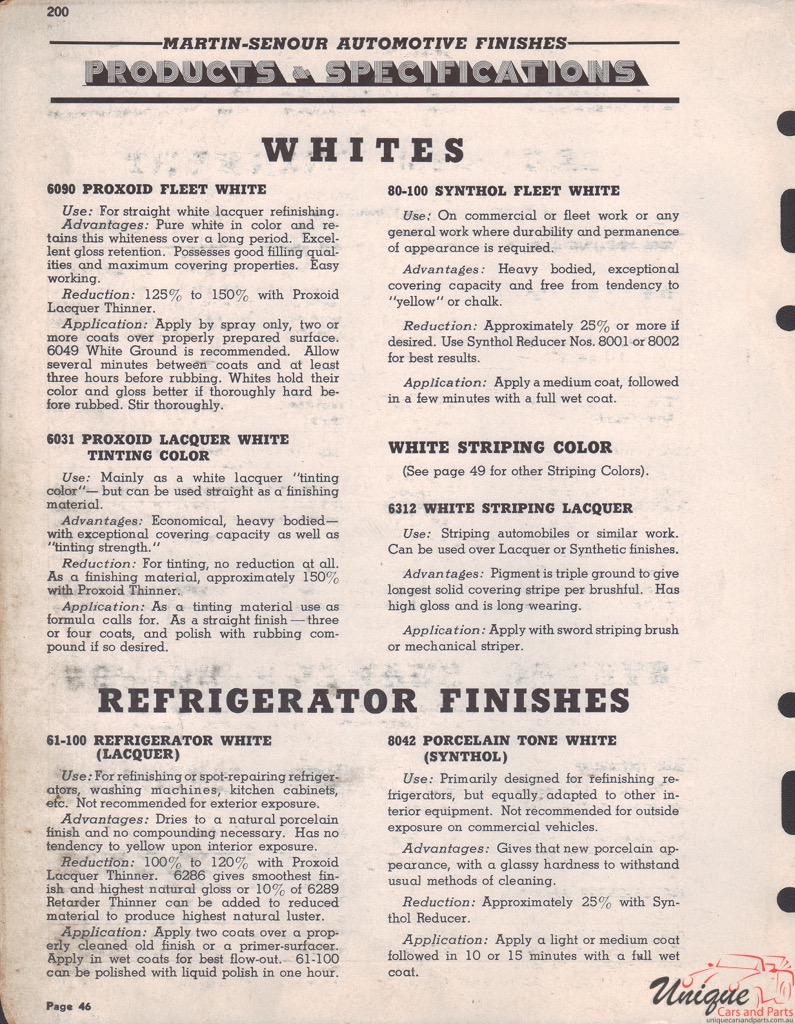 200
MARTIN-SENOUR AUTOMOTIVE FINISHES
PRODUCTS & SPECIFICATIONS
WHITES
6090 PROXOID FLEET WHITE
Use: For straight white lacquer refinishing.
Advantages: Pure white in color and re-
tains this whiteness over a long period. Excel-
lent gloss retention. Possesses good filling qual-
ities and maximum covering properties. Easy
working.
Reduction: 125% to 150% with Proxoid
Lacquer Thinner.
Application: Apply by spray only, two or
more coats over properly prepared surface.
6049 White Ground is recommended. Allow
several minutes between coats and at least
three hours before rubbing. Whites hold their
color and gloss better if thoroughly hard be-
fore rubbed. Stir thoroughly.
6031 PROXOID LACQUER WHITE
TINTING COLOR
Use: Mainly as a white lacquer "tinting
color"—but can be used straight as a finishing
material.
Advantages: Economical, heavy bodied—
with exceptional covering capacity as well as
"tinting strength."
Reduction: For tinting, no reduction at all.
As a finishing material, approximately 150%
with Proxoid Thinner.
Application: As a tinting material use as
formula calls for. As a straight finish—three
or four coats, and polish with rubbing com-
pound if so desired.
80-100 SYNTHOL FLEET WHITE
Use: On commercial or fleet work or any
general work where durability and permanence
of appearance is required.
Advantages: Heavy bodied, exceptional
covering capacity and free from tendency to
"yellow" or chalk.
Reduction: Approximately 25% or more if
desired. Use Synthol Reducer Nos. 8001 or 8002
for best results.
Application: Apply a medium coat, followed
in a few minutes with a full wet coat.
WHITE STRIPING COLOR
(See page 49 for other Striping Colors).
6312 WHITE STRIPING LACQUER
Use: Striping automobiles or similar work.
Can be used over Lacquer or Synthetic finishes.
Advantages: Pigment is triple ground to give
longest solid covering stripe per brushful. Has
high gloss and is long wearing.
Application: Apply with sword striping brush
or mechanical striper.
REFRIGERATOR FINISHES
61-100 REFRIGERATOR WHITE
(LACQUER)
Use: For refinishing or spot-repairing refriger-
ators, washing machines, kitchen cabinets,
etc. Not recommended for exterior exposure.
Advantages: Dries to a natural porcelain
finish and no compounding necessary. Has no
tendency to yellow upon interior exposure.
Reduction: 100% to 120% with Proxoid
Lacquer Thinner. 6286 gives smoothest fin-
ish and highest natural gloss or 10% of 6289
Retarder Thinner can be added to reduced
material to produce highest natural luster.
Application: Apply two coats over a prop-
erly cleaned old finish or a primer-surfacer.
Apply in wet coats for best flow-out. 61-100
can be polished with liquid polish in one hour.
8042 PORCELAIN TONE WHITE
(SYNTHOL)
Use: Primarily designed for refinishing re-
frigerators, but equally adapted to other in-
terior equipment. Not recommended for outside
exposure on commercial vehicles.
Advantages: Gives that new porcelain ap-
pearance, with a glassy hardness to withstand
usual methods of cleaning.
Reduction: Approximately 25% with Syn-
thol Reducer.
Application: Apply a light or medium coat
followed in 10 or 15 minutes with a full wet
coat.
Page 46
Unique
Cars and Parts
uniquecarsandparts.com.au